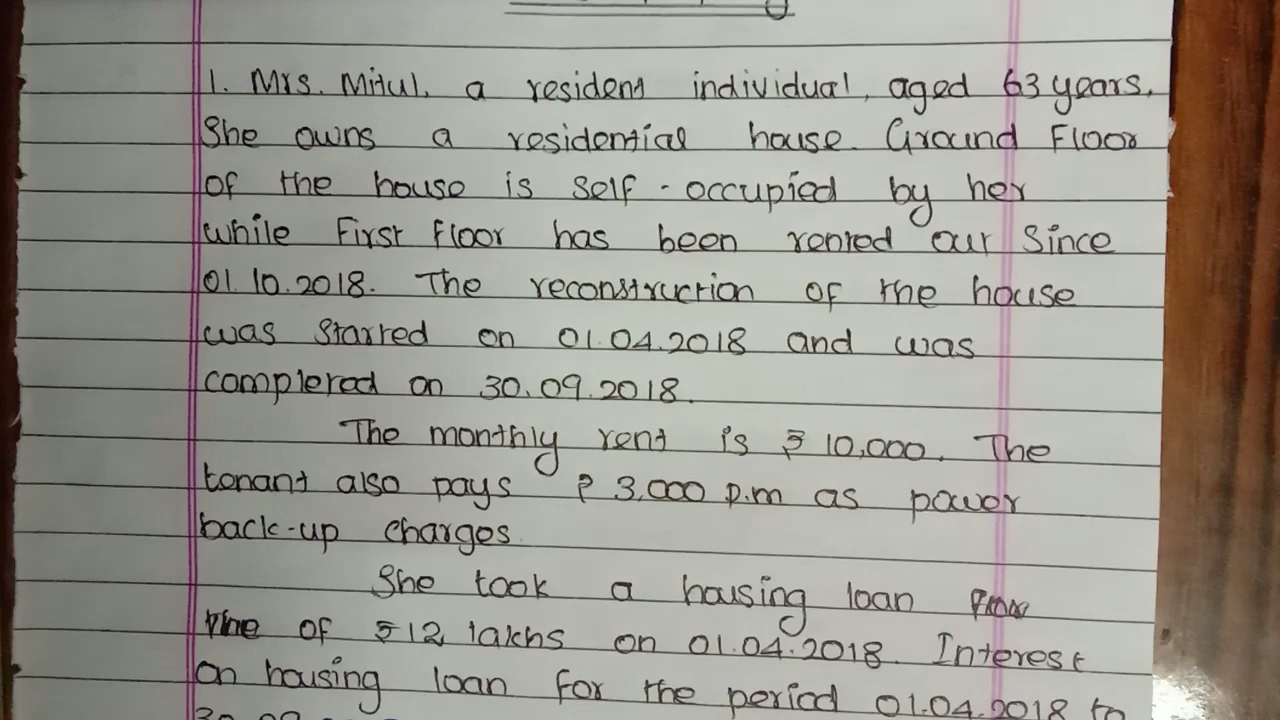 1. Mrs. Mitul, a resident individual, aged 63 years.
She owns a residential house. Ground Floor
of the house is self-occupied by her
while First Floor has been rented out since
01.10.2018. The reconstruction of the house
was started on 01.04.2018 and was
completed on 30.09.2018.
The monthly rent is ₹ 10,000. The
tenant also pays ₹ 3,000 p.m as power
back-up charges.
She took a housing loan
of ₹ 12 lakhs on 01.04.2018. Interest
on housing loan for the period 01.04.2018 to